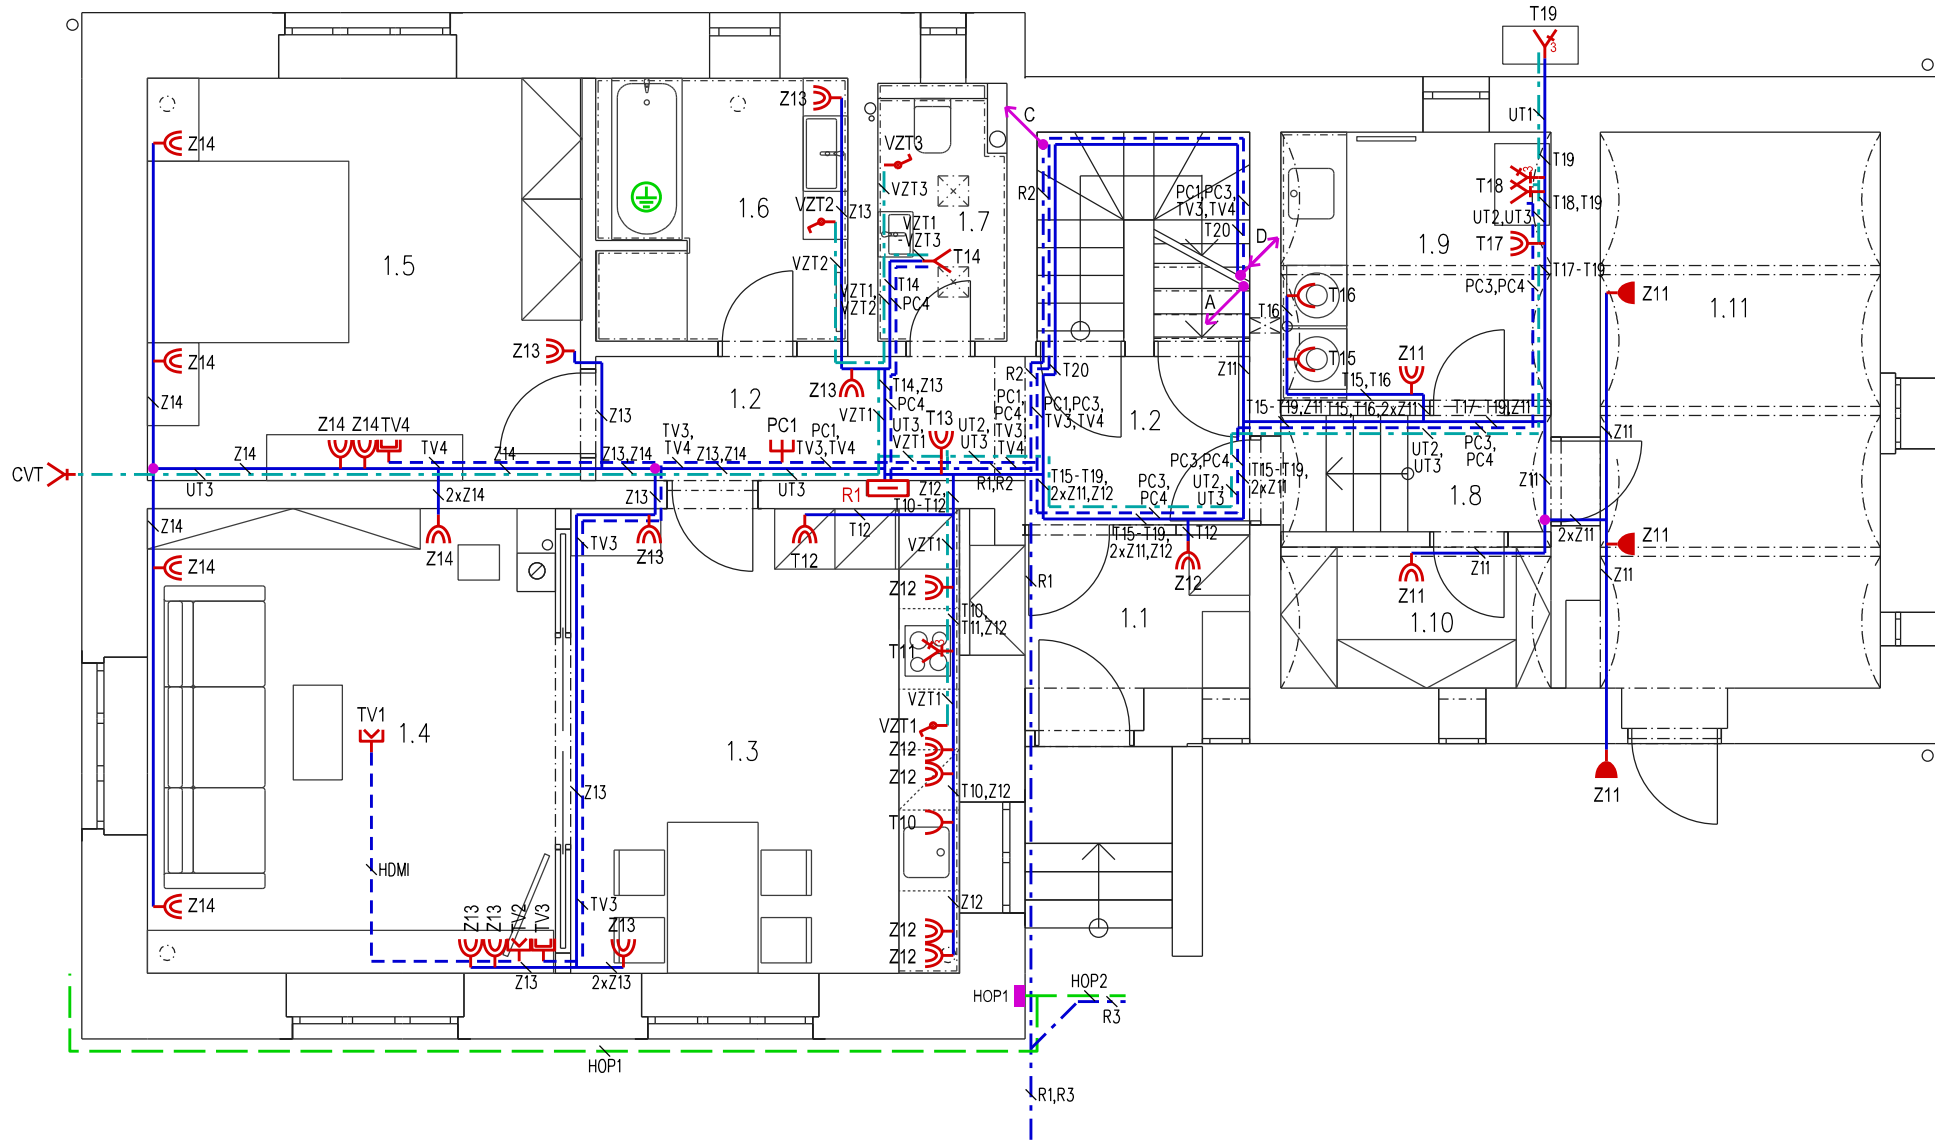 T19
3
C
Z14
Z13
VZT3
UT1
T19
T18
3
VZT3
R2
PC1,PC3,
TV3,TV4
T18,T19
UT2,UT3
1.6
VZT2
Z13
VZT1
-VZT3
1.7
T20
D
1.9
T17
1.5
VZT2
T14
T17-T19
PC3,PC4
T14
PC4
VZT1,
VZT2
A
T16
T16
Z11
Z11
1.11
Z13
Z14
T15
Z11
R2
T20
Z11
T15,T16
Z14
Z13
1.2
Z13
T14,Z13
PC4
VZT1
PC1,
PC4
TV3,
TV4
PC1,PC3,
TV3,TV4
1.2
T15-T19,Z11
T15,T16,2xZ11
T17-T19,Z11
Z14
Z14
TV4
PC1
T13
UT3,
VZT1
UT2,
UT3
TV3,
TV4
PC1,
TV3,TV4
Z11
UT2,
UT3
PC3,
PC4
CVT
Z14
TV4
Z14
Z13,Z14
Z13,Z14
UT3
2xZ14
Z13
UT3
R1
Z12,
T10-T12
R1,R2
T15-T19,
2xZ11,Z12
PC3,
PC4
PC3,PC4
UT2,
UT3
T15-T19,
2xZ11
1.8
Z11
Z14
Z14
TV3
Z13
T12
T12
VZT1
T15-T19,
2xZ11,Z12
T12
Z12
2xZ11
Z11
Z11
Z14
Z12
R1
Z11
Z11
T10,
T11,Z12
1.1
1.10
T11
3
VZT1
TV1
1.4
1.3
VZT1
Z12
Z12
Z13
T10,Z12
Z11
T10
HDMI
Z14
Z13
Z13
TV2
TV3
TV3
Z13
Z12
Z12
Z12
Z13
2xZ13
HOP1
HOP2
R3
HOP1
R1,R3